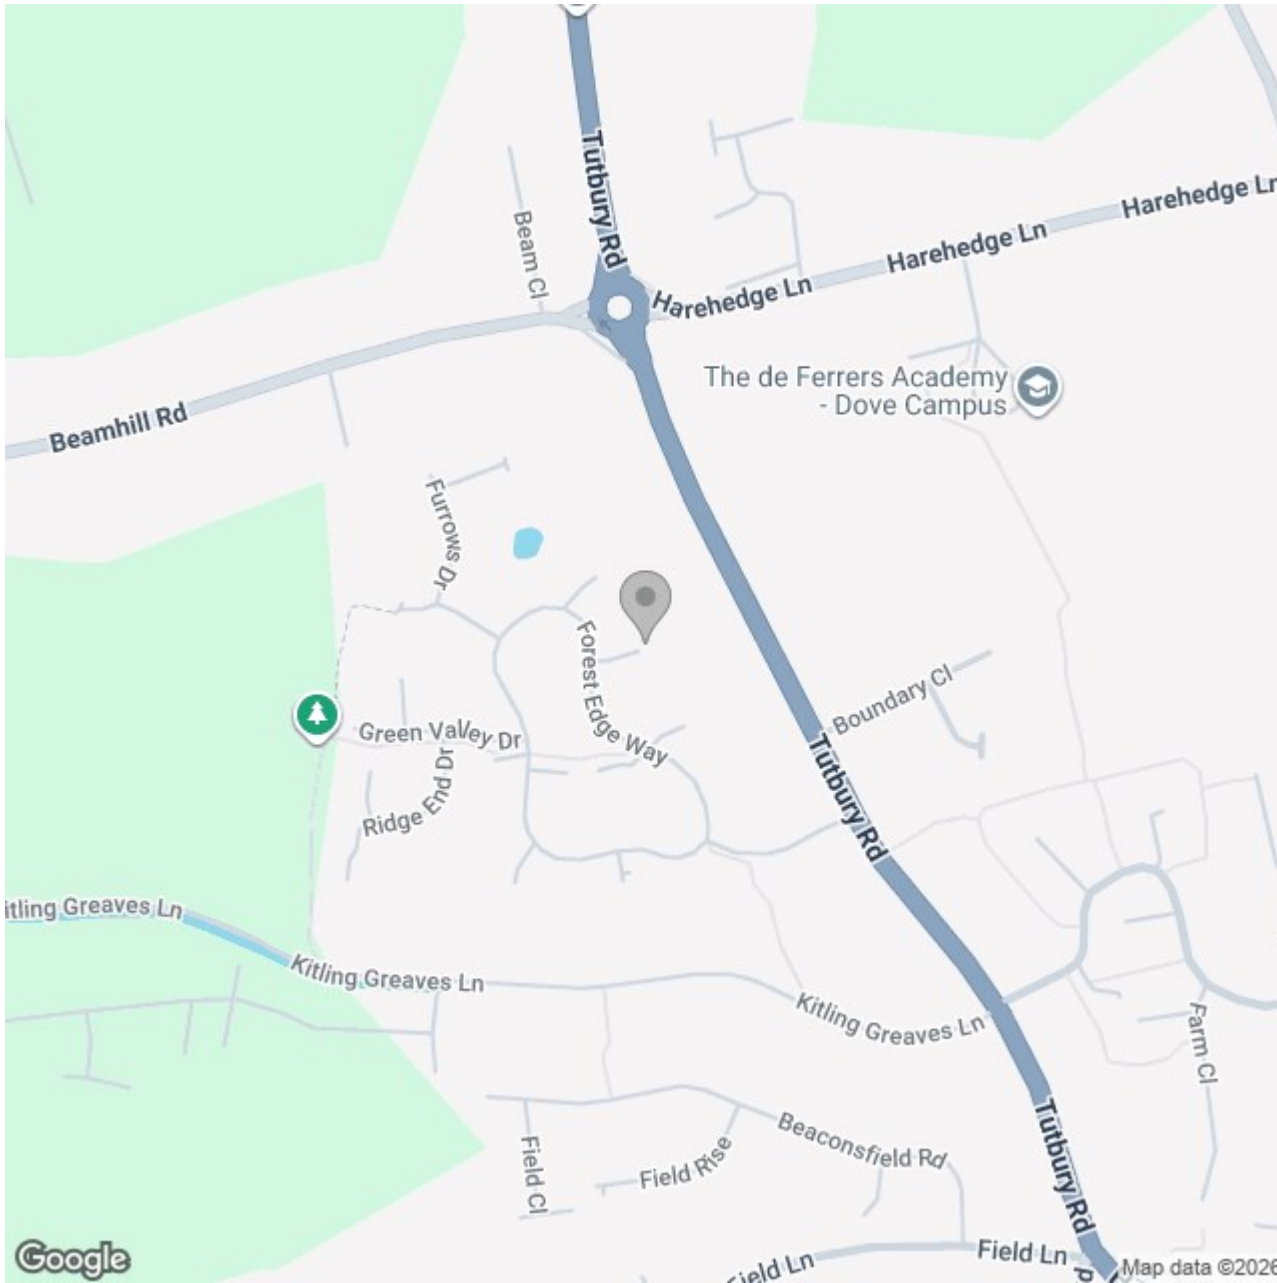 Tutbury Rd
Beam Cl
Harehedge Ln
Harehedge Ln
Harehedge Ln
The de Ferrers Academy
- Dove Campus
Beamhill Rd
Furrows Dr
Forest Edge Way
Green Valley Dr
Boundary Cl
Ridge End Dr
Tutbury Rd
itling Greaves Ln
Kitling Greaves Ln
Kitling Greaves Ln
Farm Cl
Beaconsfield Rd
Field Cl
Field Rise
Tutbury Rd
Field Ln
Field Ln
Google
Map data ©2026